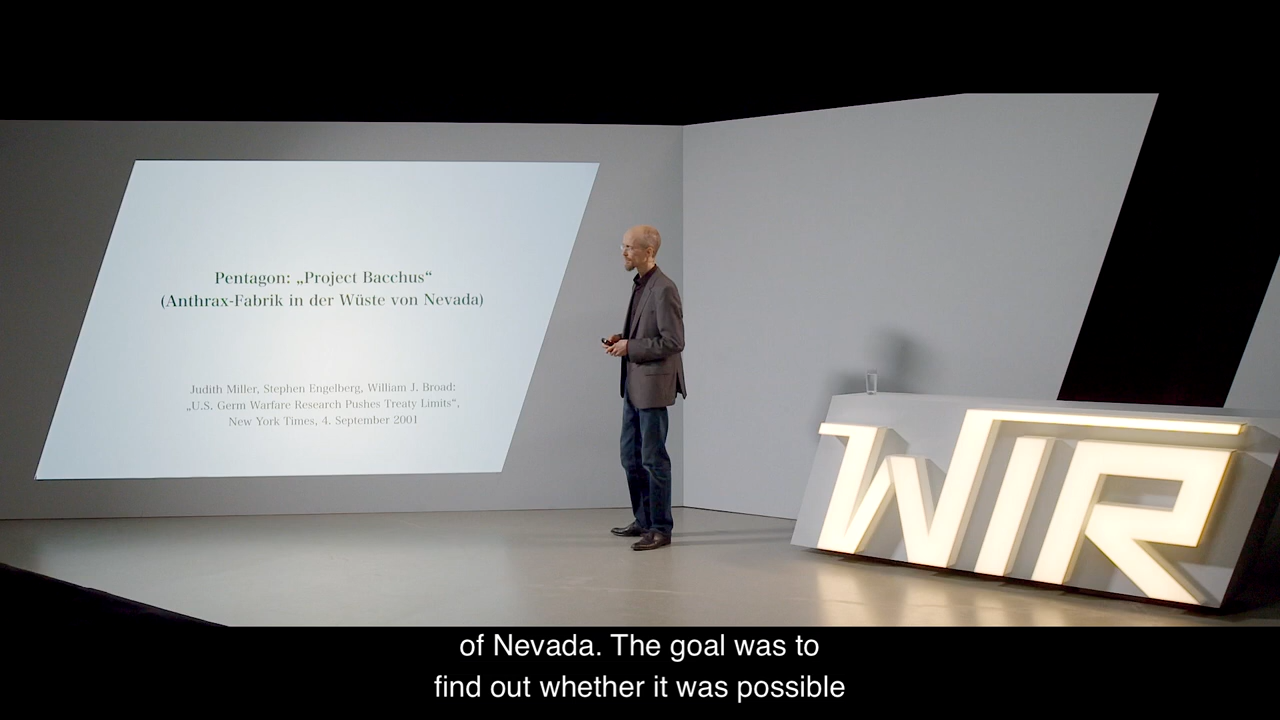 Pentagon: „Project Bacchus“
(Anthrax-Fabrik in der Wüste von Nevada)
Judith Miller, Stephen Engelberg, William J. Broad:
„U.S. Germ Warfare Research Pushes Treaty Limits“,
New York Times, 4. September 2001
WIR
of Nevada. The goal was to
find out whether it was possible